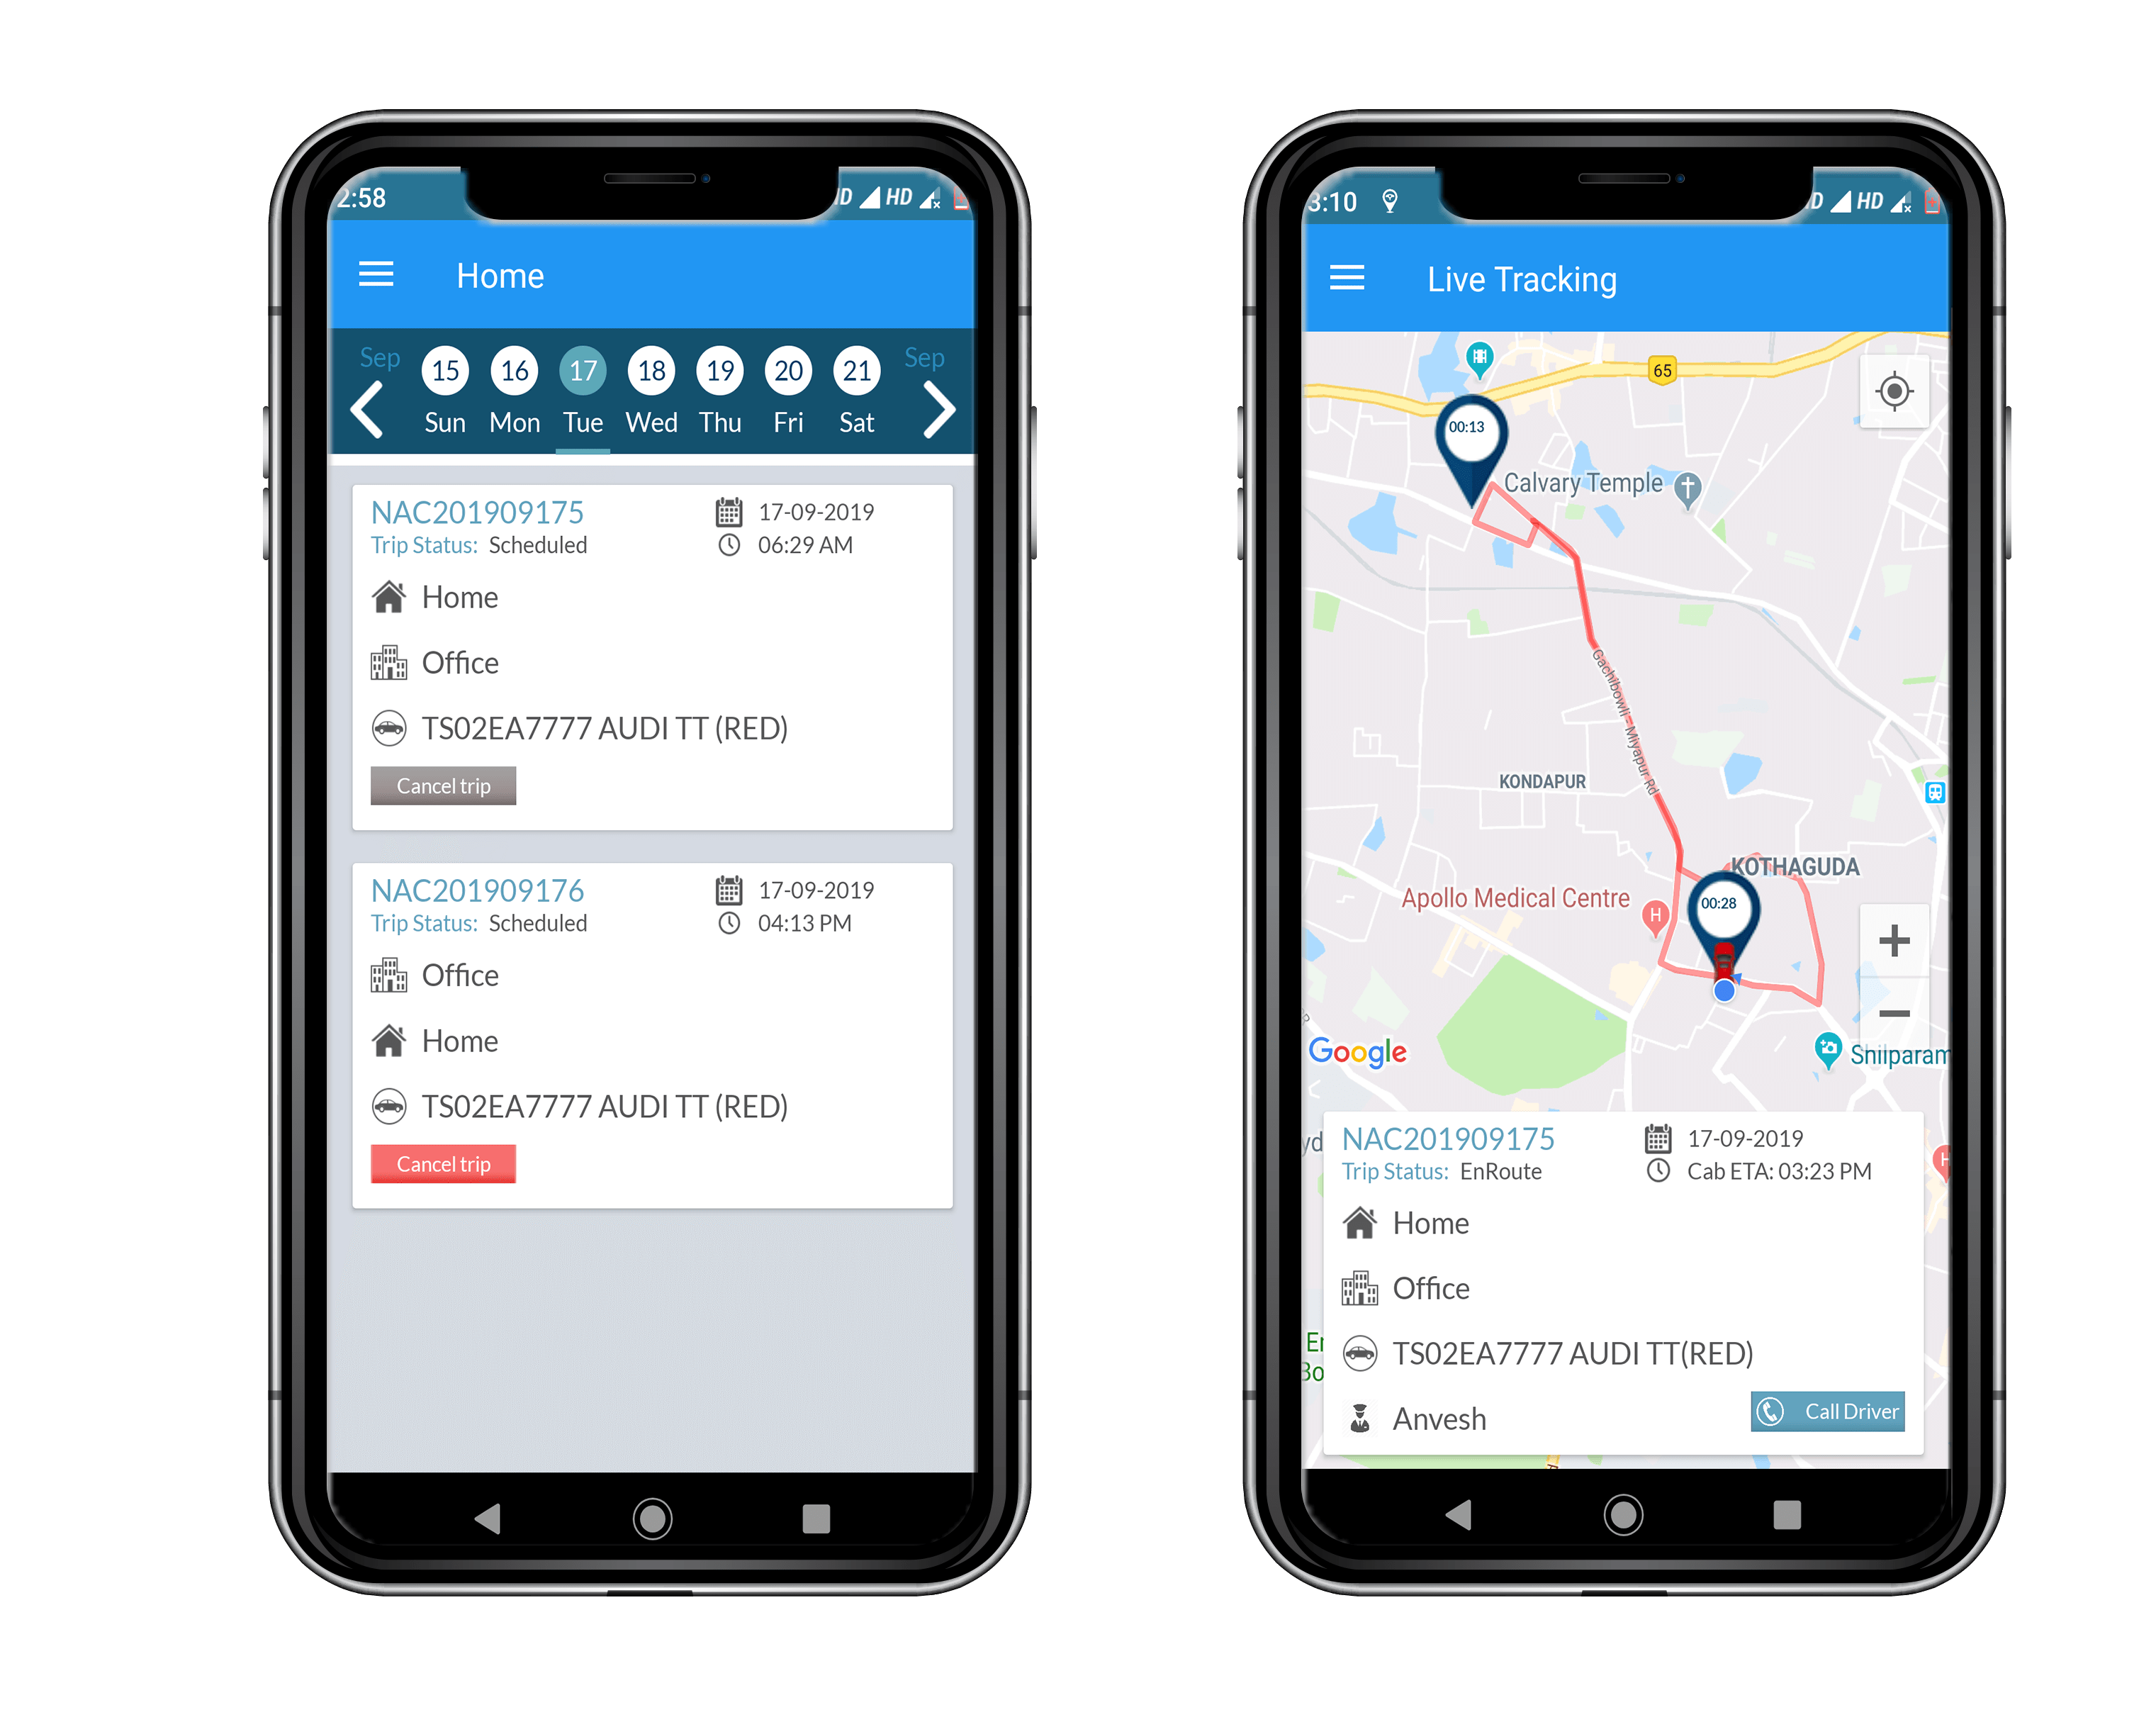 2:58
HD
Home
Sep
15
16
17
18
19
20
21
Sep
Sun
Mon
Tue
Wed
Thu
Fri
Sat
NAC201909175
17-09-2019
Trip Status: Scheduled
06:29 AM
Home
Office
TS02EA7777 AUDI TT (RED)
Cancel trip
NAC201909176
17-09-2019
Trip Status: Scheduled
04:13 PM
Office
Home
TS02EA7777 AUDI TT (RED)
Cancel trip
3:10
HD
Live Tracking
65
00:13
Calvary Temple
Gachibowli - Miyapur Rd
KONDAPUR
KOTHAGUDA
Apollo Medical Centre
H
00:28
Google
Shilparam
NAC201909175
17-09-2019
Trip Status: EnRoute
Cab ETA: 03:23 PM
Home
Office
TS02EA7777 AUDI TT(RED)
Anvesh
Call Driver